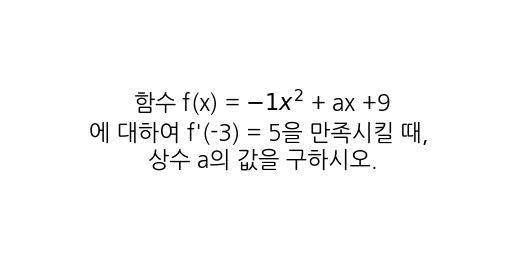 함수 f(x) = −1x² + ax +9
에 대하여 f'(-3) = 5을 만족시킬 때,
상수 a의 값을 구하시오.